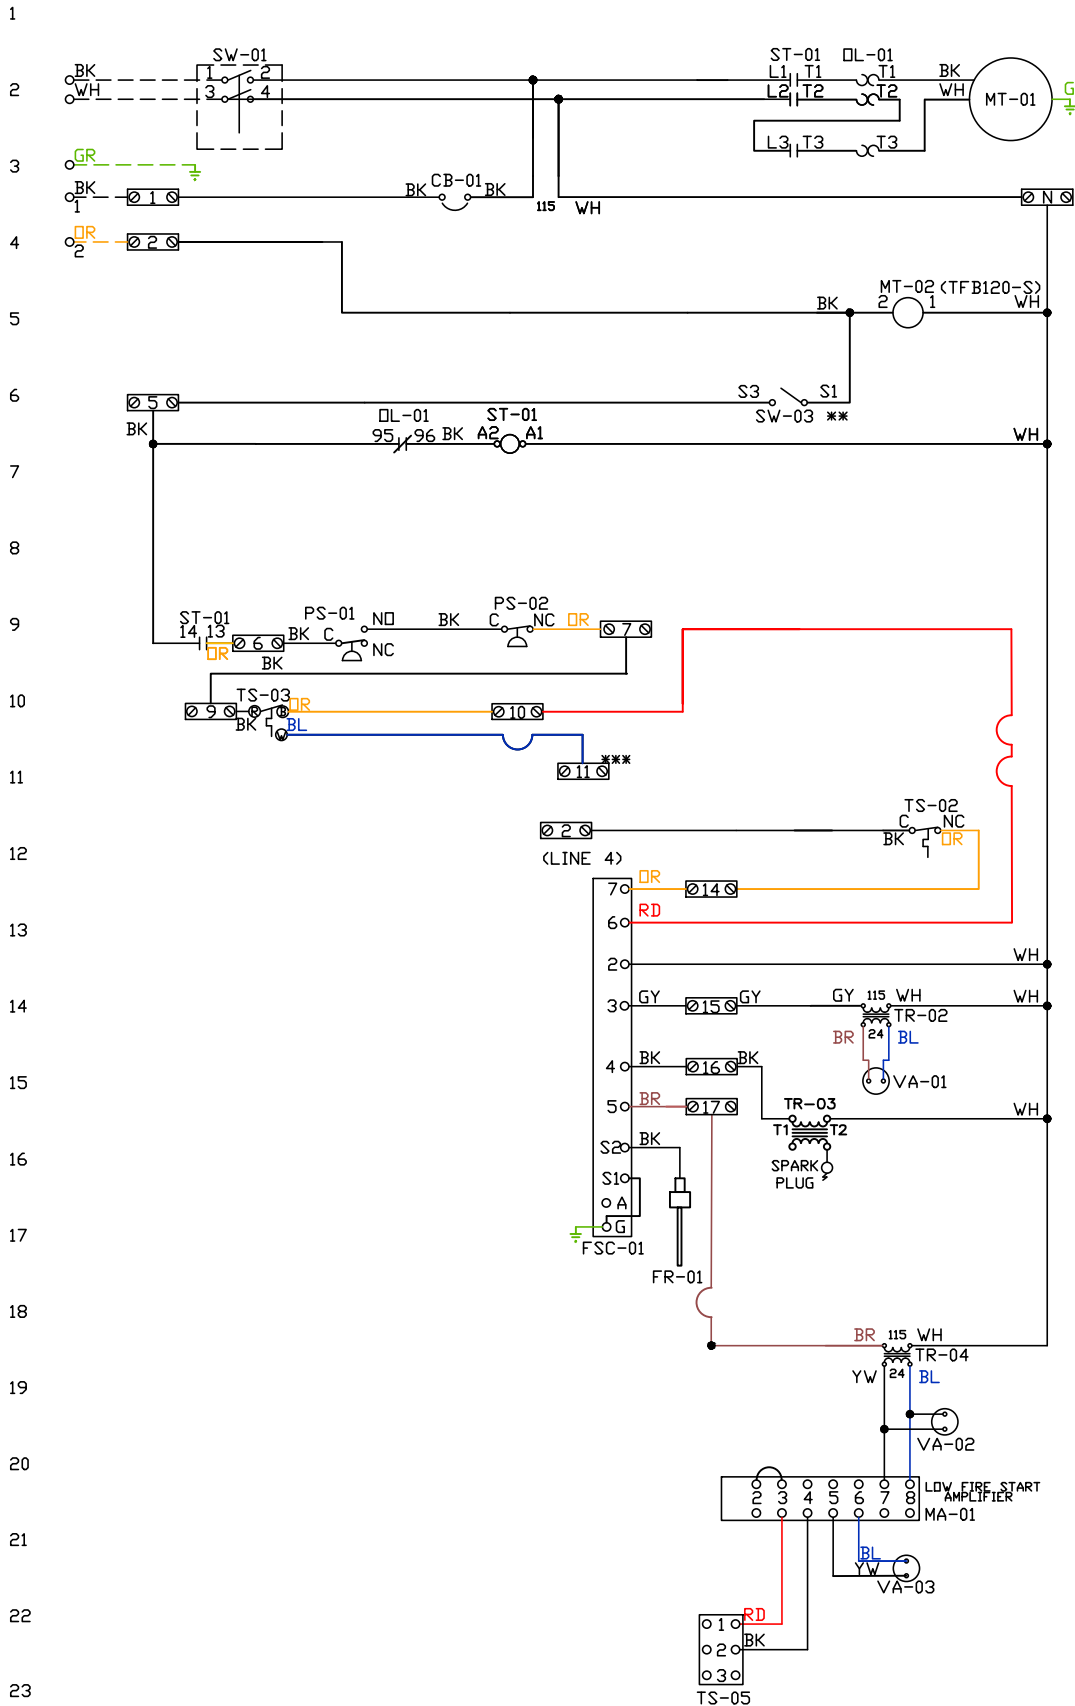 1
SW-01 ST-01 OL-01
BK 1 2 L1 T1 T1 BK
2 WH 3 4 L2 T2 T2 WH MT-01 G
L3 T3 T3
3 GR
BK 1 1 BK CB-01 BK 115 WH N
4 OR 2 2
MT-02 (TFB120-S)
5 BK 2 1 WH
6 5 S3 S1
SW-03 **
BK OL-01 ST-01
95 96 BK A2 A1 WH
7
8
9 ST-01 PS-01 NO BK PS-02
14 13 OR 6 BK C NC C NC OR 7
BK
10 TS-03
9 BK R B OR 10
W BL
11 11 ***
TS-02
2 C NC
BK OR
12 (LINE 4)
7 OR 14
13 6 RD
2 WH
14 3 GY 15 GY GY 115 WH WH
TR-02
BR 24 BL
15 4 BK 16 BK VA-01
5 BR 17 TR-03 WH
T1 T2
16 S2 BK SPARK
PLUG
S1
A
17 G
FSC-01
FR-01
18
BR 115 WH
TR-04
19 YW 24 BL
VA-02
20
LOW FIRE START
AMPLIFIER
2 3 4 5 6 7 8
MA-01
21
BL
YW
VA-03
22 1 RD
2 BK
3
23 TS-05